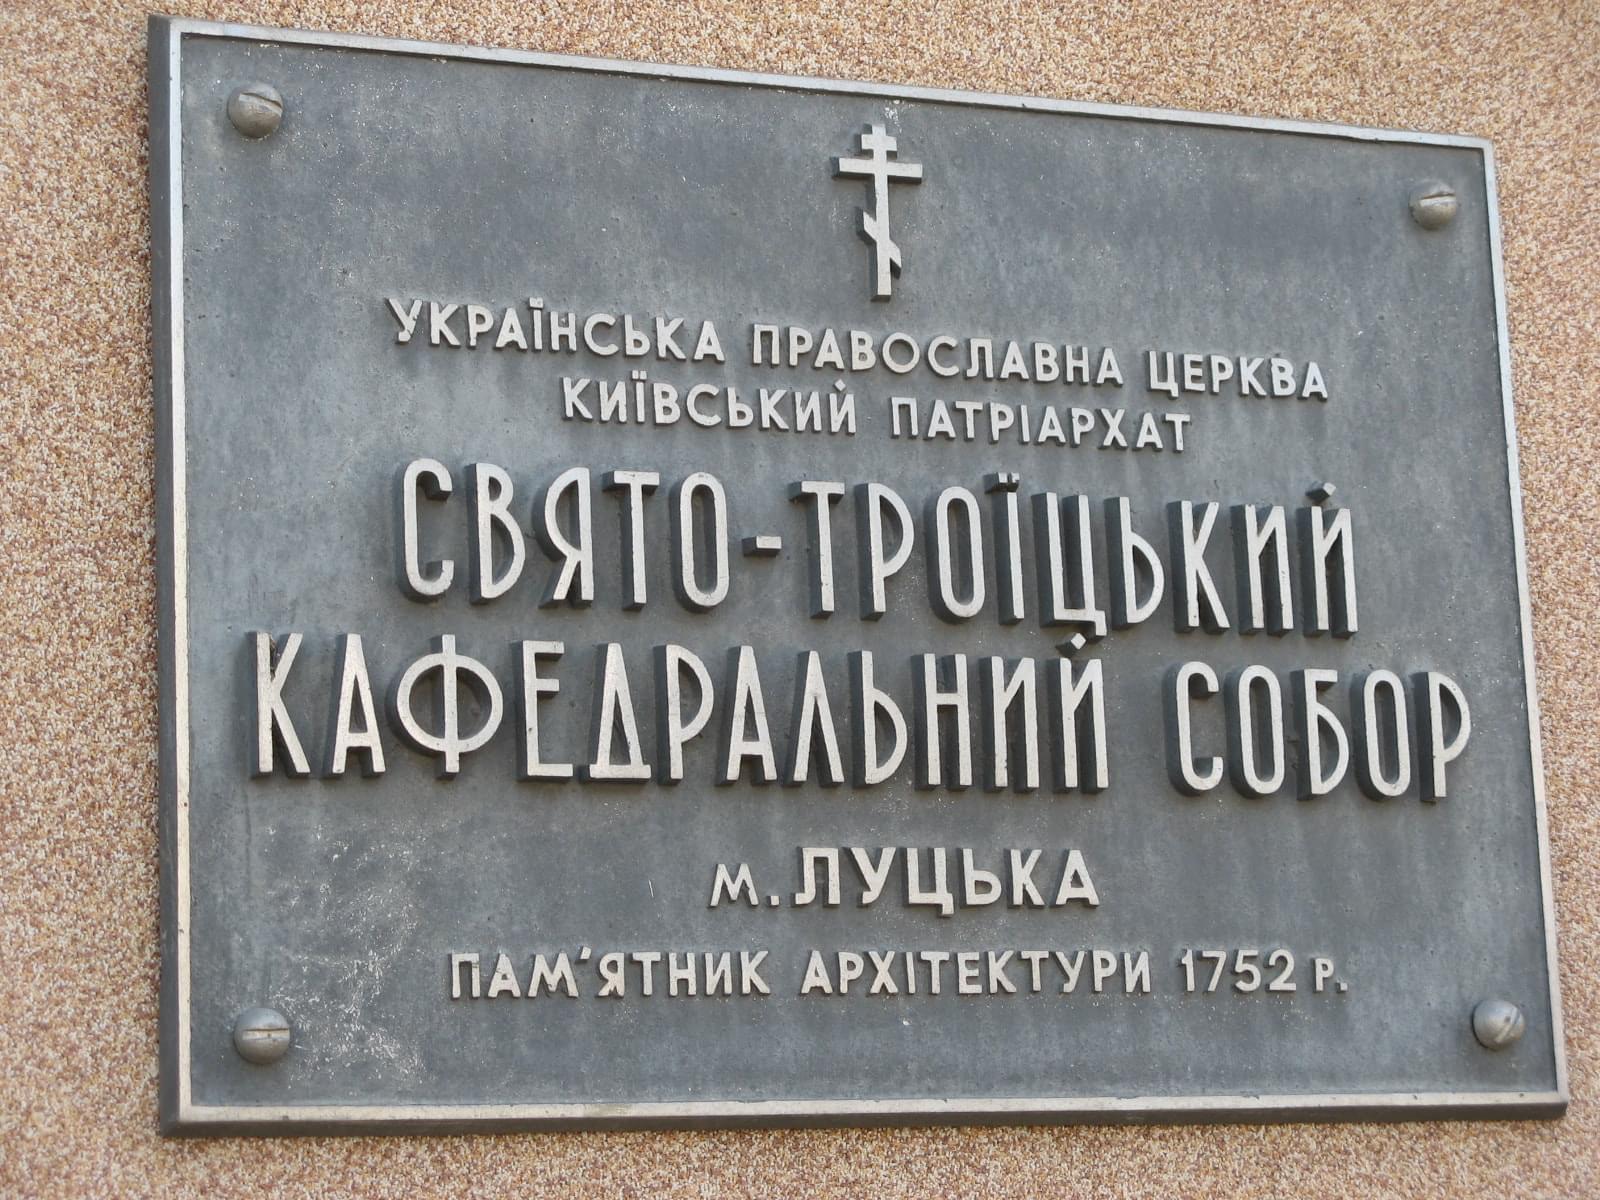 УКРАЇНСЬКА ПРАВОСЛАВНА ЦЕРКВА
КИЇВСЬКИЙ ПАТРІАРХАТ
СВЯТО-ТРОЇЦЬКИЙ
КАФЕДРАЛЬНИЙ СОБОР
м. ЛУЦЬКА
ПАМ'ЯТНИК АРХІТЕКТУРИ 1752 р.